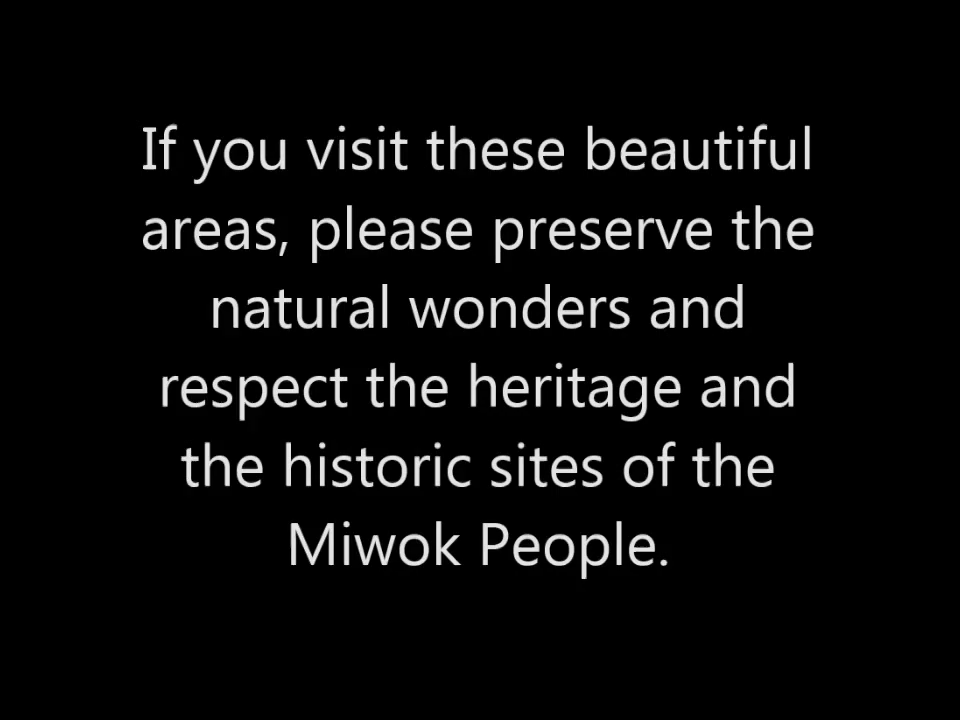 If you visit these beautiful
areas, please preserve the
natural wonders and
respect the heritage and
the historic sites of the
Miwok People.